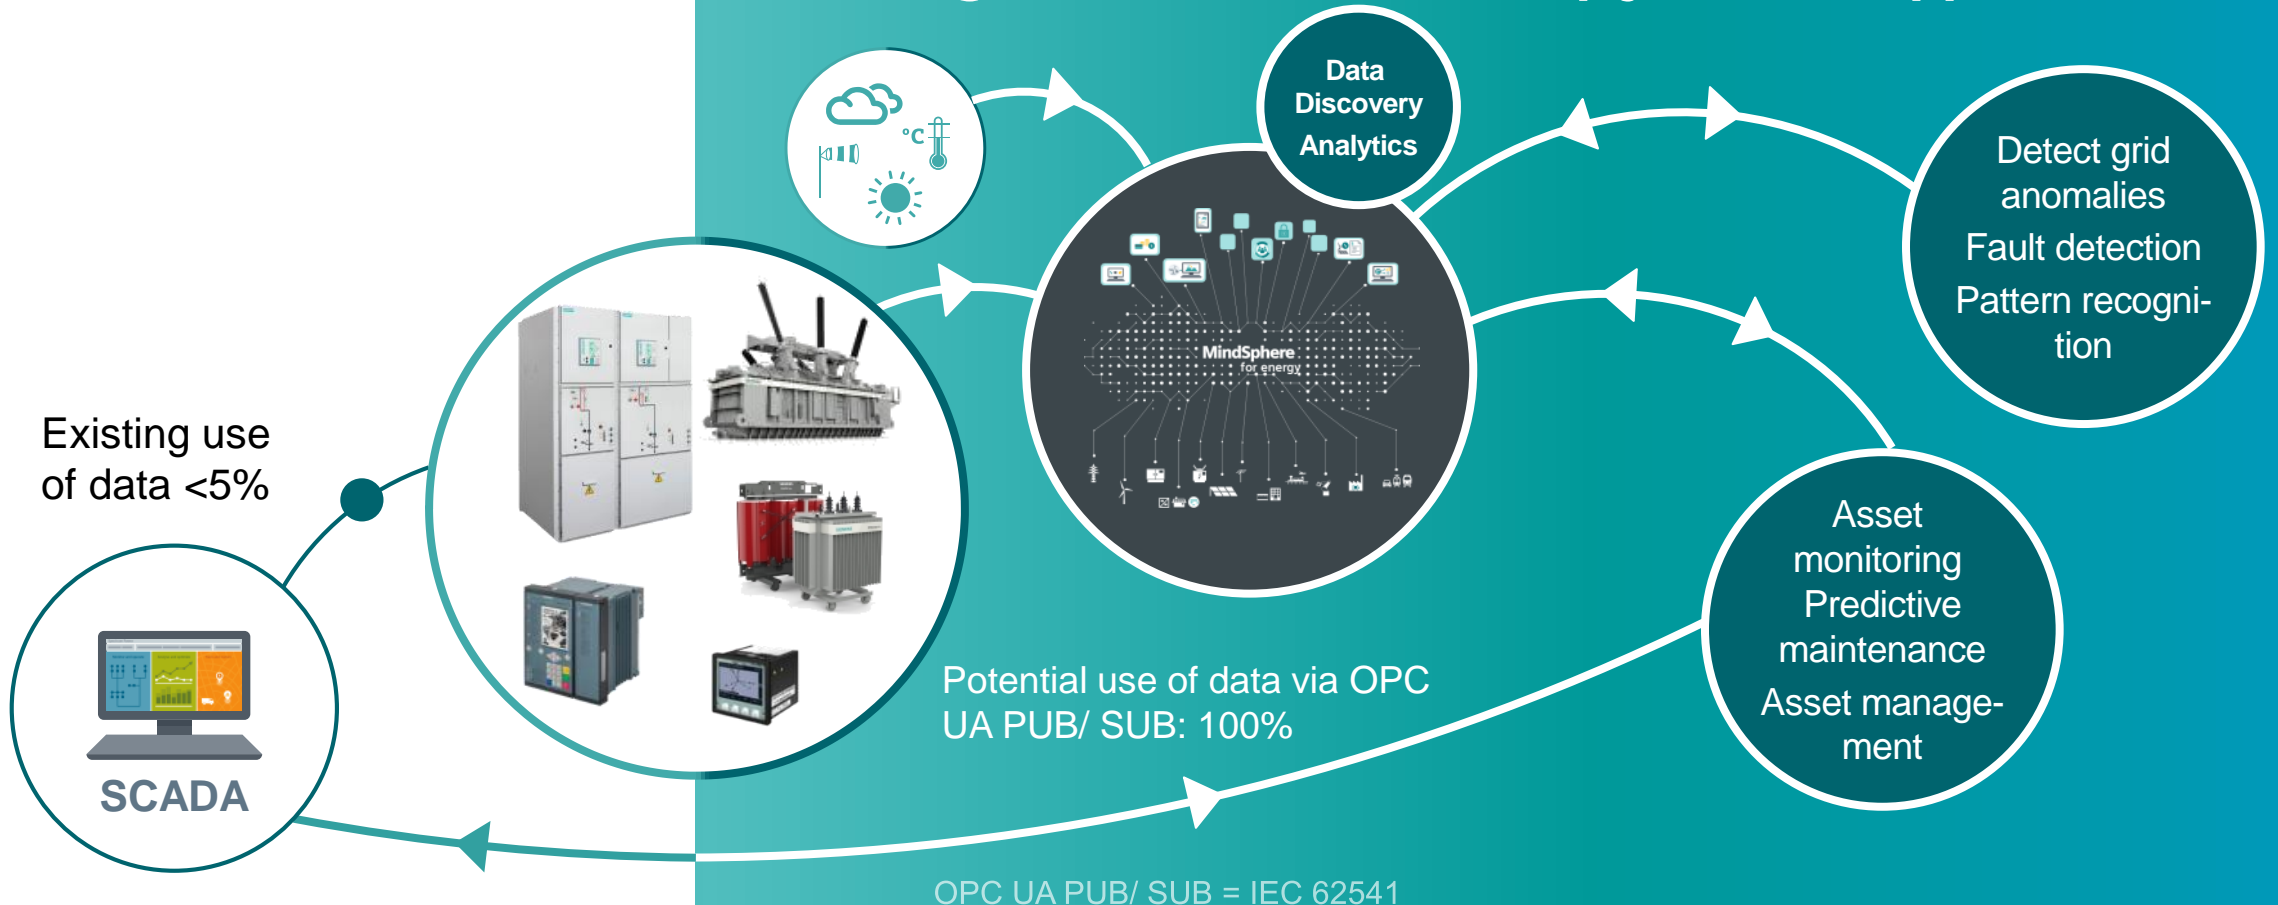 Data
Discovery
Analytics
Detect grid
anomalies
Fault detection
Pattern recogni-
tion
°C
MindSphere
for energy
Existing use
of data <5%
Asset
monitoring
Predictive
maintenance
Asset manage-
ment
Potential use of data via OPC
UA PUB/ SUB: 100%
SCADA
OPC UA PUB/ SUB = IEC 62541